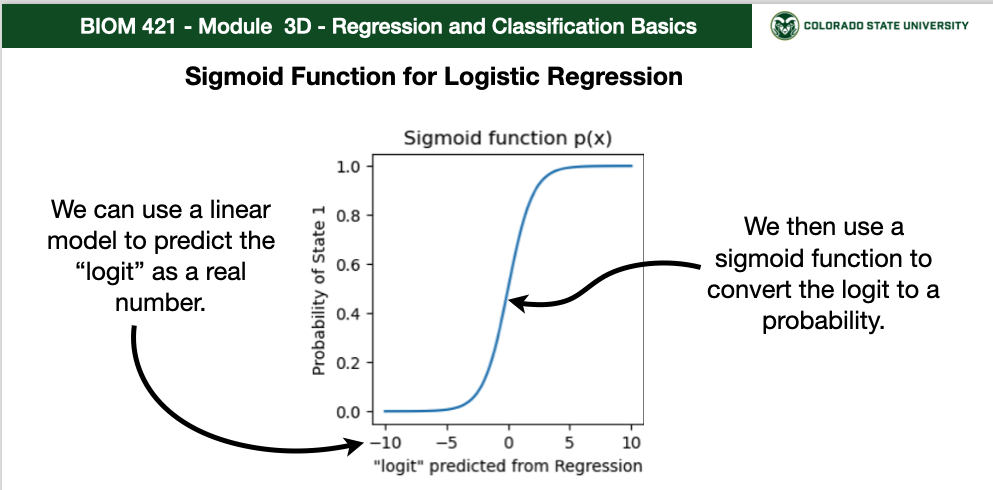 BIOM 421 - Module  3D - Regression and Classification Basics
COLORADO STATE UNIVERSITY
Sigmoid Function for Logistic Regression
We can use a linear
model to predict the
“logit” as a real
number.
Sigmoid function p(x)
Probability of State 1
1.0
0.8
0.6
0.4
0.2
0.0
−10
−5
0
5
10
"logit" predicted from Regression
We then use a
sigmoid function to
convert the logit to a
probability.